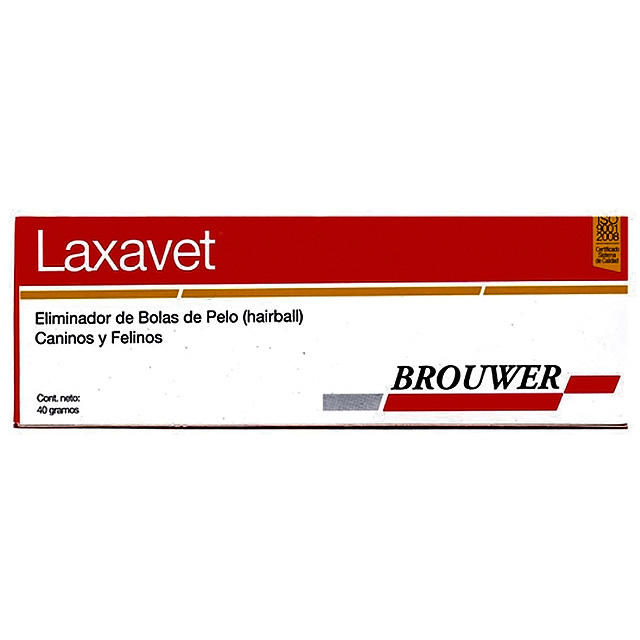 Laxavet
ISO
9001
2008
Certificado
Sistema
de Calidad
Eliminador de Bolas de Pelo (hairball)
Caninos y Felinos
BROUWER
Cont. neto:
40 gramos